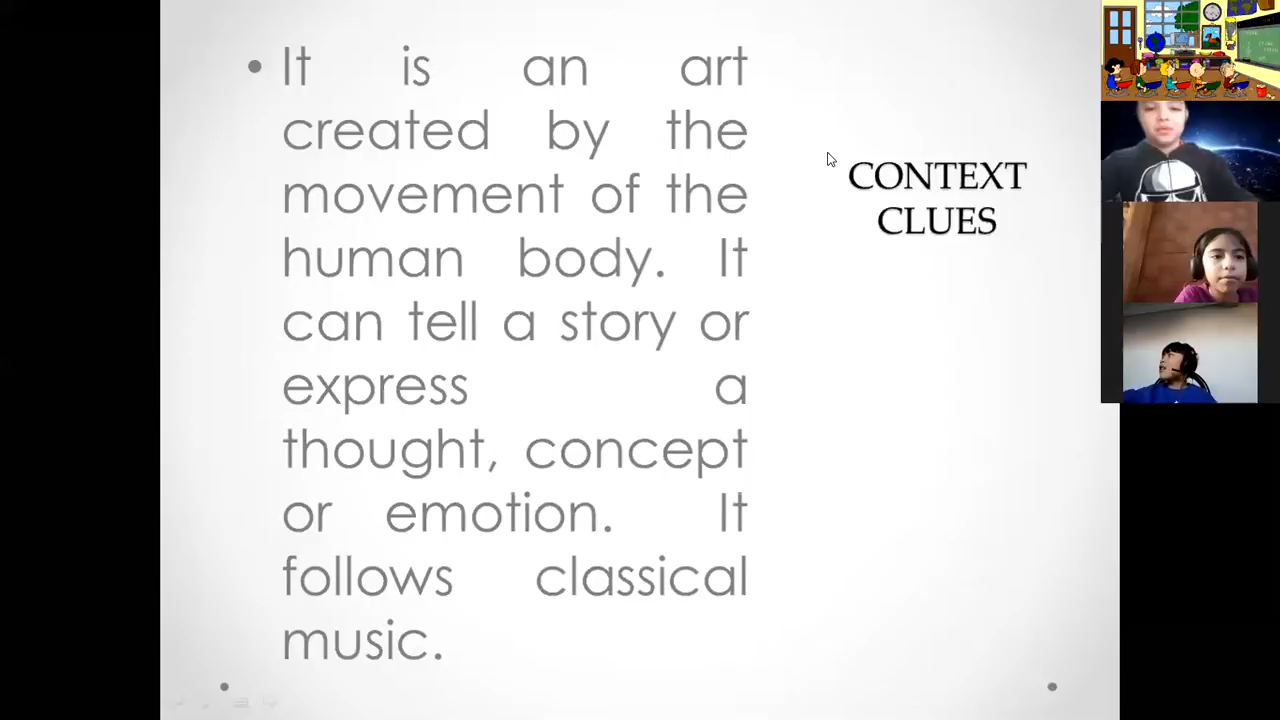 • It is an art
created by the
movement of the
human body. It
can tell a story or
express a
thought, concept
or emotion. It
follows classical
music.
CONTEXT
CLUES